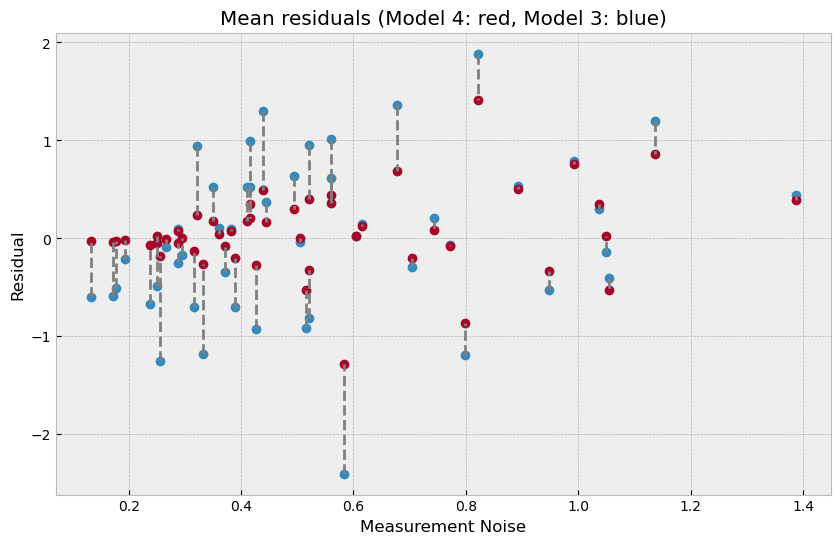 Mean residuals (Model 4: red, Model 3: blue)
2
1
0
−1
−2
Residual
0.2 0.4 0.6 0.8 1.0 1.2 1.4
Measurement Noise